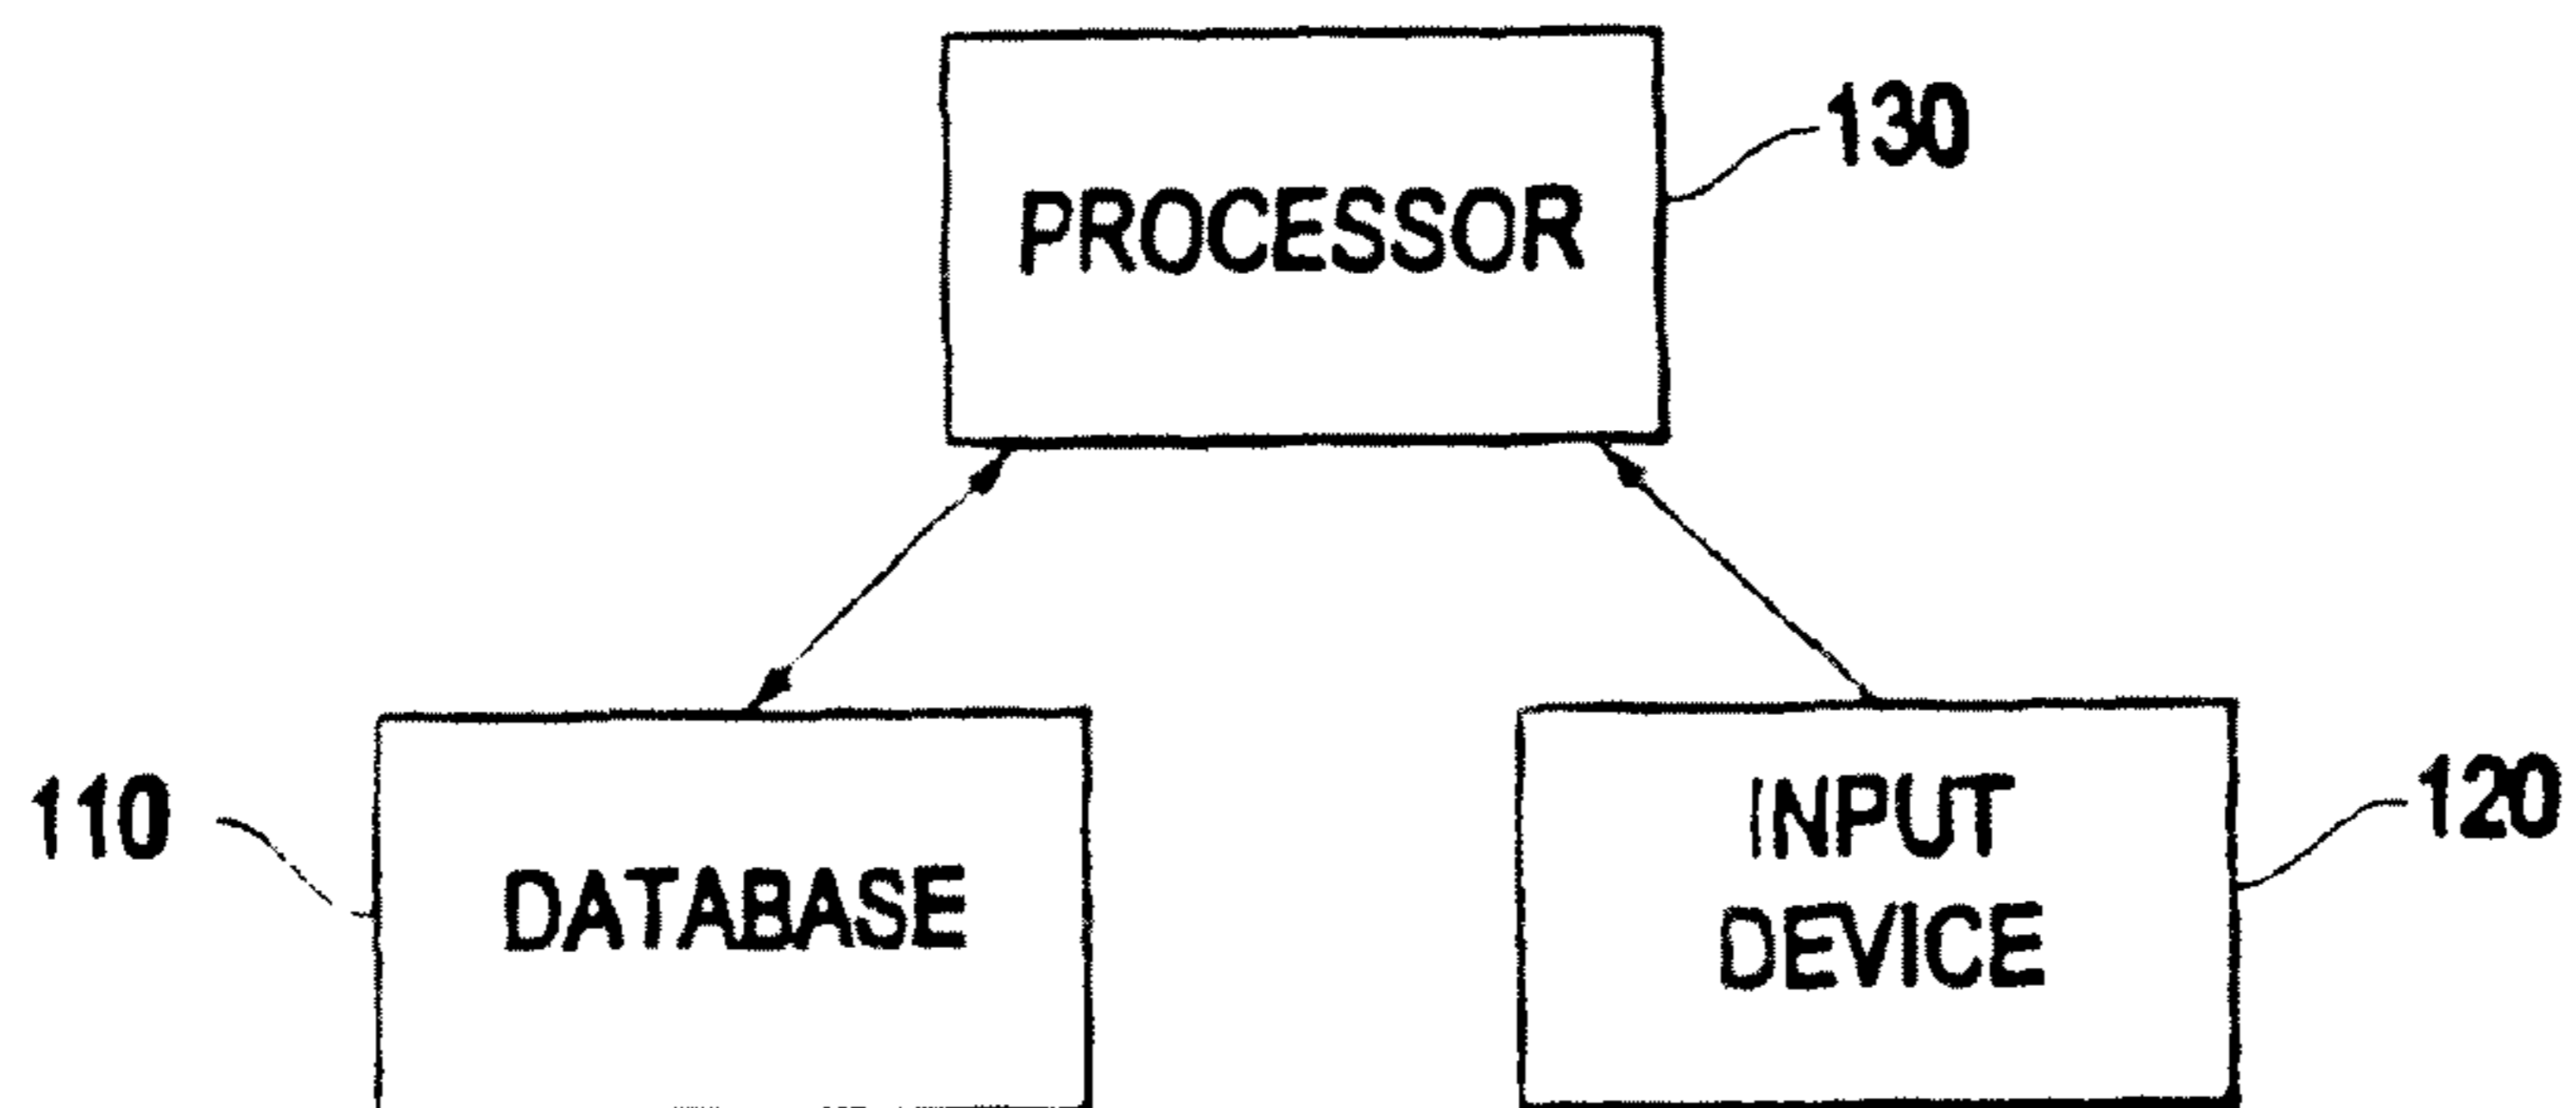 PROCESSOR
130
110
DATABASE
INPUT
DEVICE
120